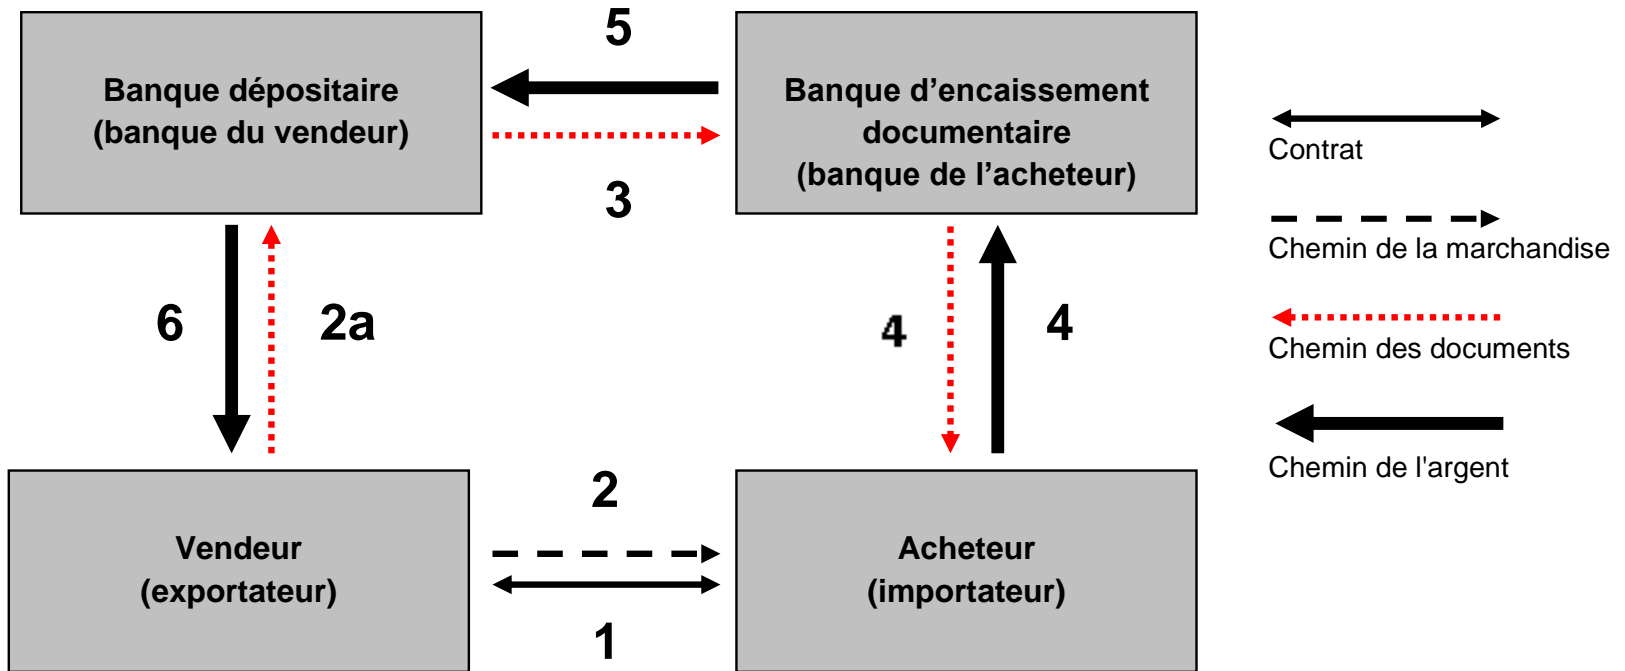 5
Banque dépositaire
(banque du vendeur)
Banque d’encaissement
documentaire
(banque de l’acheteur)
3
Contrat
Chemin de la marchandise
6
2a
4
4
Chemin des documents
Chemin de l'argent
2
Vendeur
(exportateur)
Acheteur
(importateur)
1